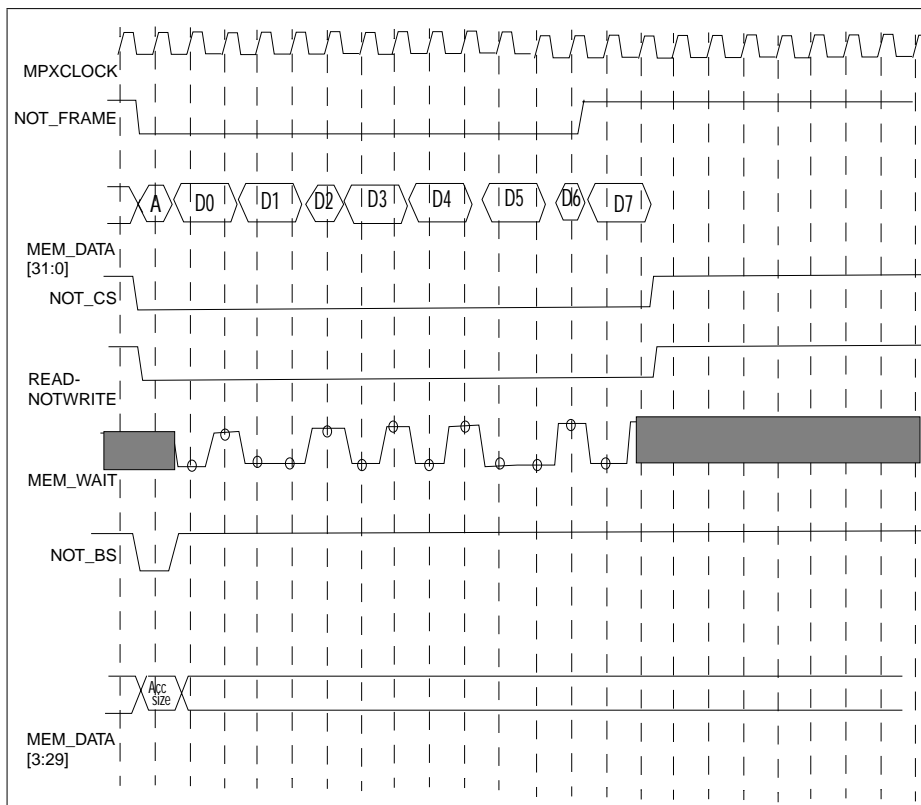 MPXCLOCK
NOT_FRAME
A D0 D1 D2 D3 D4 D5 D6 D7
MEM_DATA
[31:0]
NOT_CS
READ-
NOTWRITE
MEM_WAIT
NOT_BS
Acc
size
MEM_DATA
[3:29]